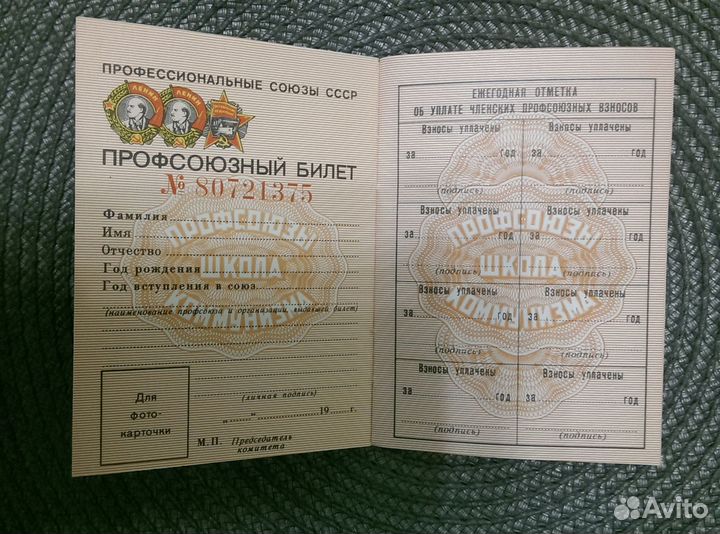 ПРОФЕССИОНАЛЬНЫЕ СОЮЗЫ СССР
ЛЕНИН ЛЕНИН
ПРОФСОЮЗНЫЙ БИЛЕТ
№ 80721375
Фамилия
Имя
Отчество
Год рождения
Год вступления в союз
(наименование профсоюза и организации, выдавшей билет)
ПРОФСОЮЗЫ
ШКОЛА
КОММУНИЗМА
(личная подпись)
Для
фото-
карточки
„ “ 19 г.
М.П. Председатель
комитета
ЕЖЕГОДНАЯ ОТМЕТКА
ОБ УПЛАТЕ ЧЛЕНСКИХ ПРОФСОЮЗНЫХ ВЗНОСОВ
Взносы уплачены Взносы уплачены
за год за год
(подпись) (подпись)
Взносы уплачены Взносы уплачены
за год за год
(подпись) (подпись)
Взносы уплачены Взносы уплачены
за год за год
(подпись) (подпись)
Взносы уплачены Взносы уплачены
за год за год
(подпись) (подпись)
ПРОФСОЮЗЫ
ШКОЛА
КОММУНИЗМА
Avito